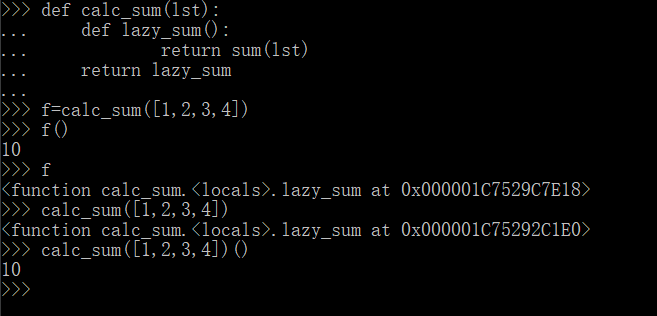 >>> def calc_sum(lst):
...     def lazy_sum():
...             return sum(lst)
...     return lazy_sum
...
>>> f=calc_sum([1,2,3,4])
>>> f()
10
>>> f
<function calc_sum.<locals>.lazy_sum at 0x000001C7529C7E18>
>>> calc_sum([1,2,3,4])
<function calc_sum.<locals>.lazy_sum at 0x000001C75292C1E0>
>>> calc_sum([1,2,3,4])()
10
>>>